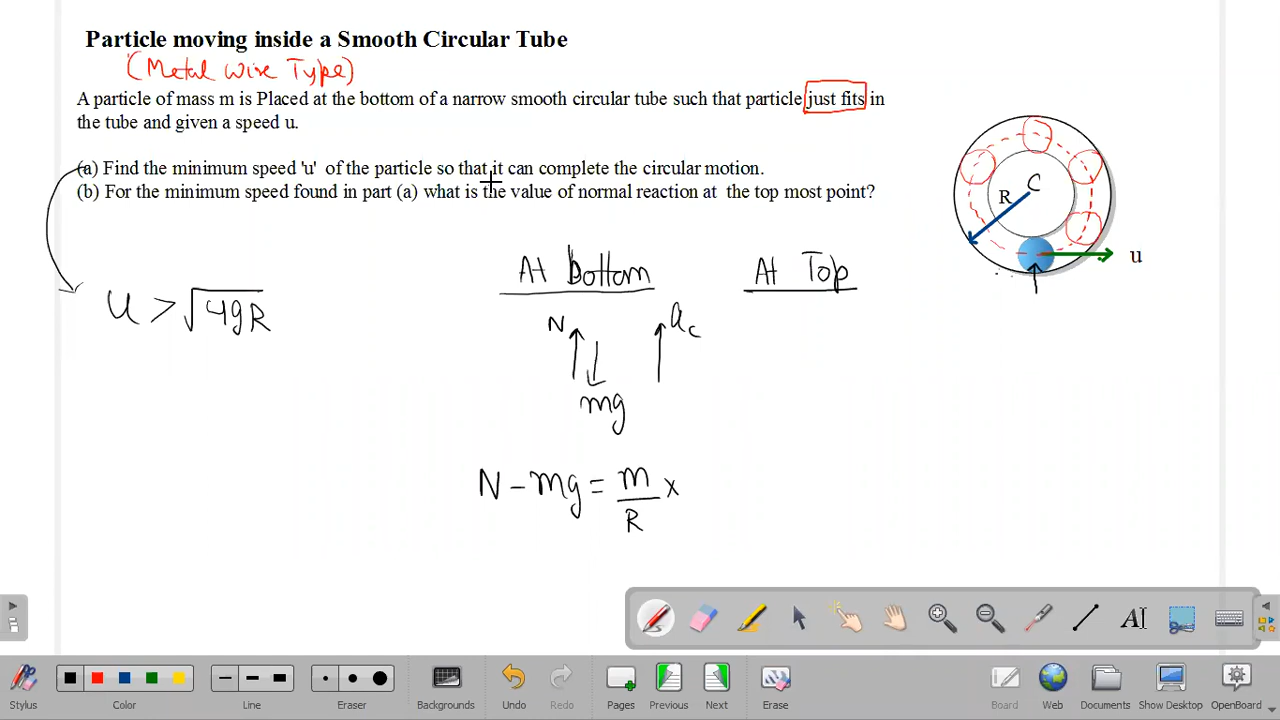 Particle moving inside a Smooth Circular Tube
(Metal Wire Type)
A particle of mass m is Placed at the bottom of a narrow smooth circular tube such that particle just fits in
the tube and given a speed u.
(a) Find the minimum speed 'u' of the particle so that it can complete the circular motion.
(b) For the minimum speed found in part (a) what is the value of normal reaction at the top most point?
C
R
u
At bottom
At Top
u > √4gR
N
ac
mg
N - mg = m/R x
AI
Stylus
Color
Line
Eraser
Backgrounds
Undo
Redo
Pages
Previous
Next
Erase
Board
Web
Documents
Show Desktop
OpenBoard